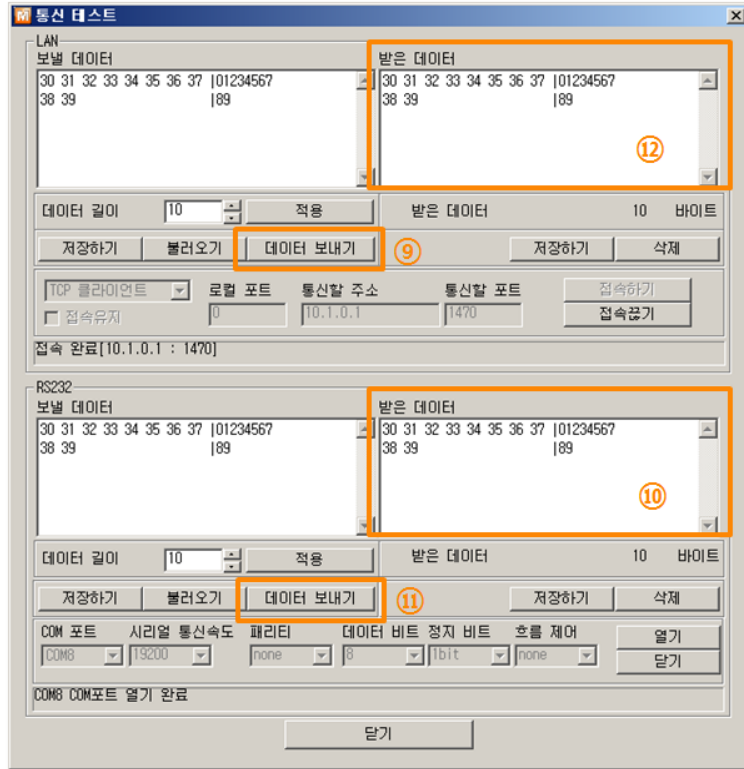 통신 테스트
LAN
보낼 데이터
30 31 32 33 34 35 36 37 |01234567
38 39 |89
받은 데이터
30 31 32 33 34 35 36 37 |01234567
38 39 |89
⑫
데이터 길이 10 적용 받은 데이터 10 바이트
저장하기 불러오기 데이터 보내기 ⑨ 저장하기 삭제
TCP 클라이언트 로컬 포트 통신할 주소 통신할 포트 접속하기
접속유지 0 10.1.0.1 1470 접속끊기
접속 완료[10.1.0.1 : 1470]
RS232
보낼 데이터
30 31 32 33 34 35 36 37 |01234567
38 39 |89
받은 데이터
30 31 32 33 34 35 36 37 |01234567
38 39 |89
⑩
데이터 길이 10 적용 받은 데이터 10 바이트
저장하기 불러오기 데이터 보내기 ⑪ 저장하기 삭제
COM 포트 시리얼 통신속도 패리티 데이터 비트 정지 비트 흐름 제어 열기
COM8 19200 none 8 1bit none 닫기
COM8 COM포트 열기 완료
닫기